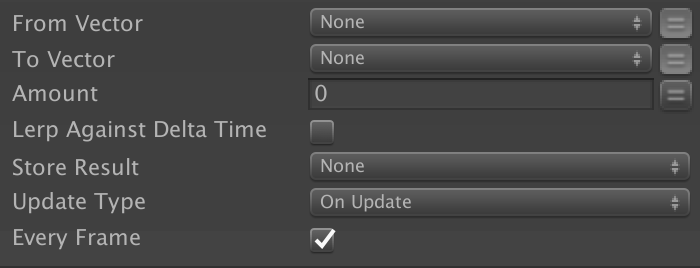 From Vector None
To Vector None
Amount 0
Lerp Against Delta Time
Store Result None
Update Type On Update
Every Frame